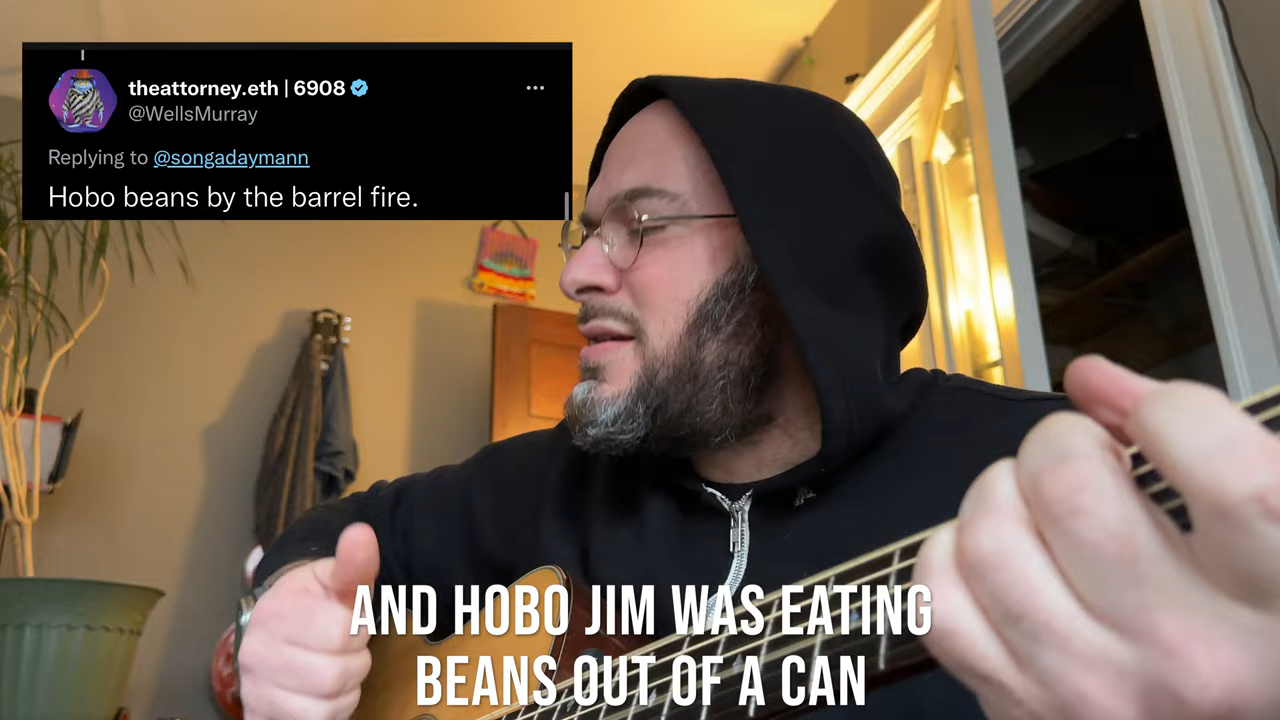 theattorney.eth | 6908
@WellsMurray
Replying to @songadaymann
Hobo beans by the barrel fire.
AND HOBO JIM WAS EATING
BEANS OUT OF A CAN